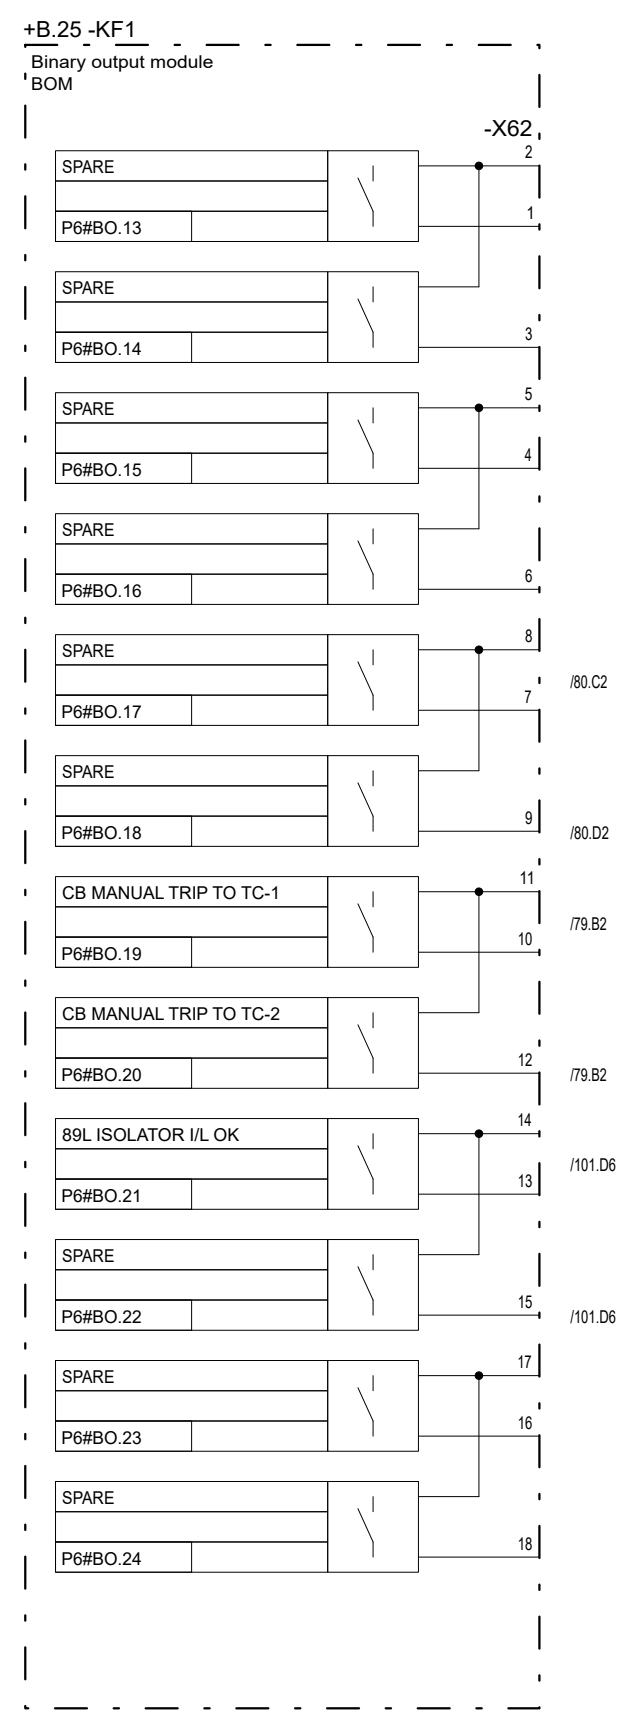 +B.25 -KF1
Binary output module
BOM
-X62
SPARE
2
P6#BO.13
1
SPARE
P6#BO.14
3
SPARE
5
P6#BO.15
4
SPARE
P6#BO.16
6
SPARE
8
/80.C2
P6#BO.17
7
SPARE
P6#BO.18
9
/80.D2
CB MANUAL TRIP TO TC-1
11
/79.B2
P6#BO.19
10
CB MANUAL TRIP TO TC-2
P6#BO.20
12
/79.B2
89L ISOLATOR I/L OK
14
/101.D6
P6#BO.21
13
SPARE
P6#BO.22
15
/101.D6
SPARE
17
P6#BO.23
16
SPARE
P6#BO.24
18